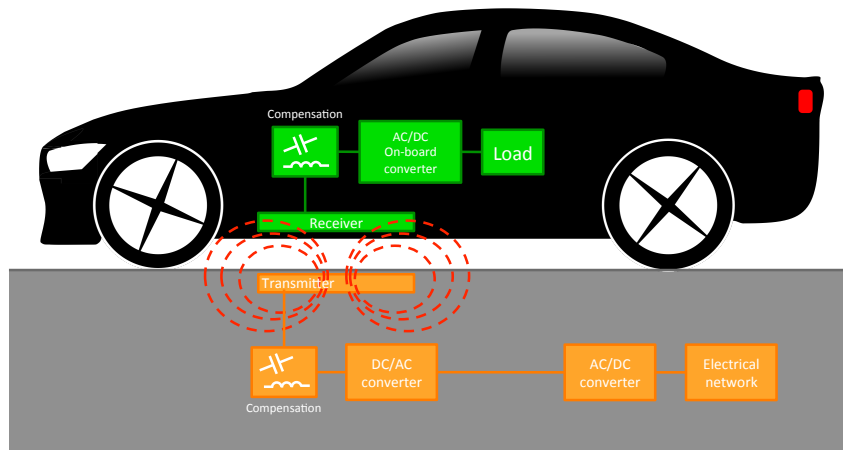 Compensation
AC/DC
On-board
converter
Load
Receiver
Transmitter
DC/AC
converter
AC/DC
converter
Electrical
network
Compensation